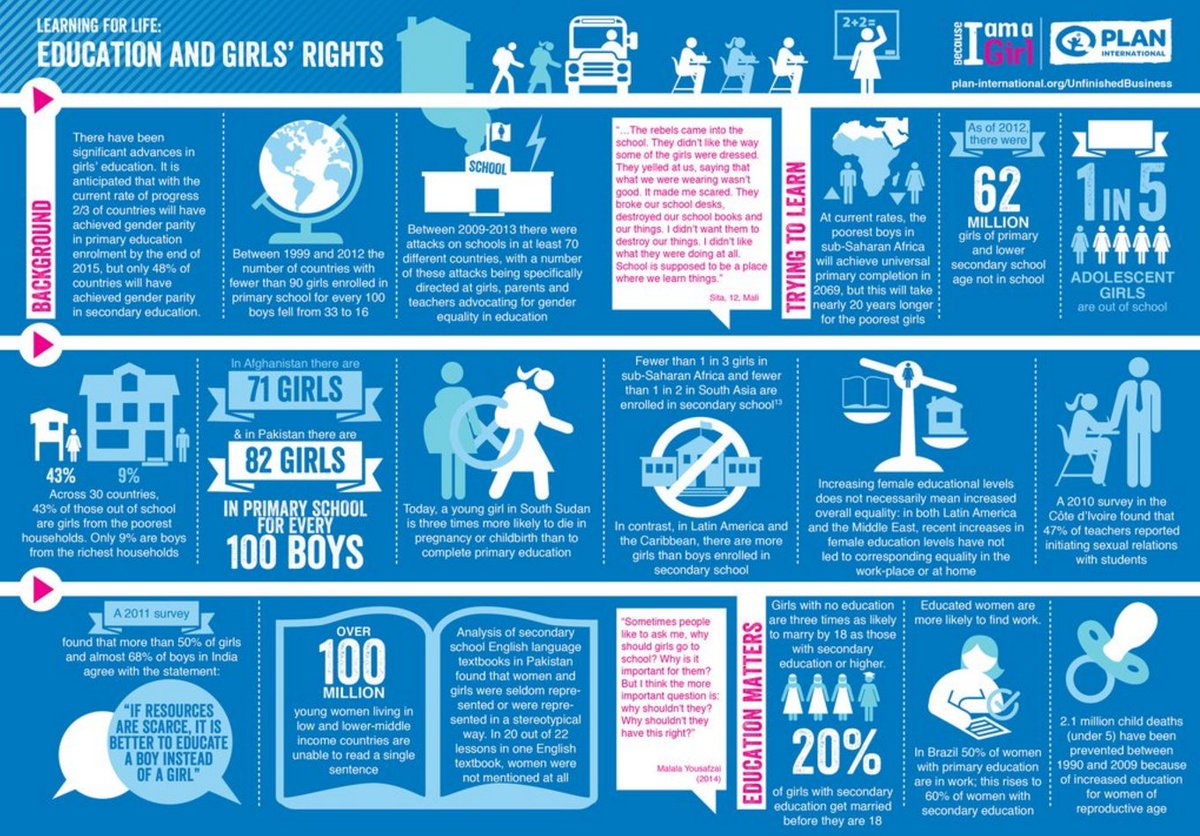 LEARNING FOR LIFE:
EDUCATION AND GIRLS' RIGHTS
2+2=
BECAUSE
I am a
Girl
PLAN
INTERNATIONAL
plan-international.org/UnfinishedBusiness
BACKGROUND
There have been
significant advances in
girls' education. It is
anticipated that with the
current rate of progress
2/3 of countries will have
achieved gender parity
in primary education
enrolment by the end of
2015, but only 48% of
countries will have
achieved gender parity
in secondary education.
Between 1999 and 2012 the
number of countries with
fewer than 90 girls enrolled in
primary school for every 100
boys fell from 33 to 16
SCHOOL
Between 2009-2013 there were
attacks on schools in at least 70
different countries, with a number
of these attacks being specifically
directed at girls, parents and
teachers advocating for gender
equality in education
"...The rebels came into the
school. They didn't like the way
some of the girls were dressed.
They yelled at us, saying that
what we were wearing wasn't
good. It made me scared. They
broke our school desks,
destroyed our school books and
our things. I didn't want them to
destroy our things. I didn't like
what they were doing at all.
School is supposed to be a place
where we learn things."
Sita, 12, Mali
TRYING TO LEARN
At current rates, the
poorest boys in
sub-Saharan Africa
will achieve universal
primary completion in
2069, but this will take
nearly 20 years longer
for the poorest girls
As of 2012,
there were
62
MILLION
girls of primary
and lower
secondary school
age not in school
1 IN 5
ADOLESCENT
GIRLS
are out of school
43%
9%
Across 30 countries,
43% of those out of school
are girls from the poorest
households. Only 9% are boys
from the richest households
In Afghanistan there are
71 GIRLS
& in Pakistan there are
82 GIRLS
IN PRIMARY SCHOOL
FOR EVERY
100 BOYS
Today, a young girl in South Sudan
is three times more likely to die in
pregnancy or childbirth than to
complete primary education
Fewer than 1 in 3 girls in
sub-Saharan Africa and fewer
than 1 in 2 in South Asia are
enrolled in secondary school¹³
In contrast, in Latin America and
the Caribbean, there are more
girls than boys enrolled in
secondary school
Increasing female educational levels
does not necessarily mean increased
overall equality: in both Latin America
and the Middle East, recent increases in
female education levels have not
led to corresponding equality in the
work-place or at home
A 2010 survey in the
Côte d'Ivoire found that
47% of teachers reported
initiating sexual relations
with students
A 2011 survey
found that more than 50% of girls
and almost 68% of boys in India
agree with the statement:
"IF RESOURCES
ARE SCARCE, IT IS
BETTER TO EDUCATE
A BOY INSTEAD
OF A GIRL"
OVER
100
MILLION
young women living in
low and lower-middle
income countries are
unable to read a single
sentence
Analysis of secondary
school English language
textbooks in Pakistan
found that women and
girls were seldom repre-
sented or were repre-
sented in a stereotypical
way. In 20 out of 22
lessons in one English
textbook, women were
not mentioned at all
"Sometimes people
like to ask me, why
should girls go to
school? Why is it
important for them?
But I think the more
important question is:
why shouldn't they?
Why shouldn't they
have this right?"
Malala Yousafzai
(2014)
EDUCATION MATTERS
Girls with no education
are three times as likely
to marry by 18 as those
with secondary
education or higher.
20%
of girls with secondary
education get married
before they are 18
Educated women are
more likely to find work.
In Brazil 50% of women
with primary education
are in work; this rises to
60% of women with
secondary education
2.1 million child deaths
(under 5) have been
prevented between
1990 and 2009 because
of increased education
for women of
reproductive age